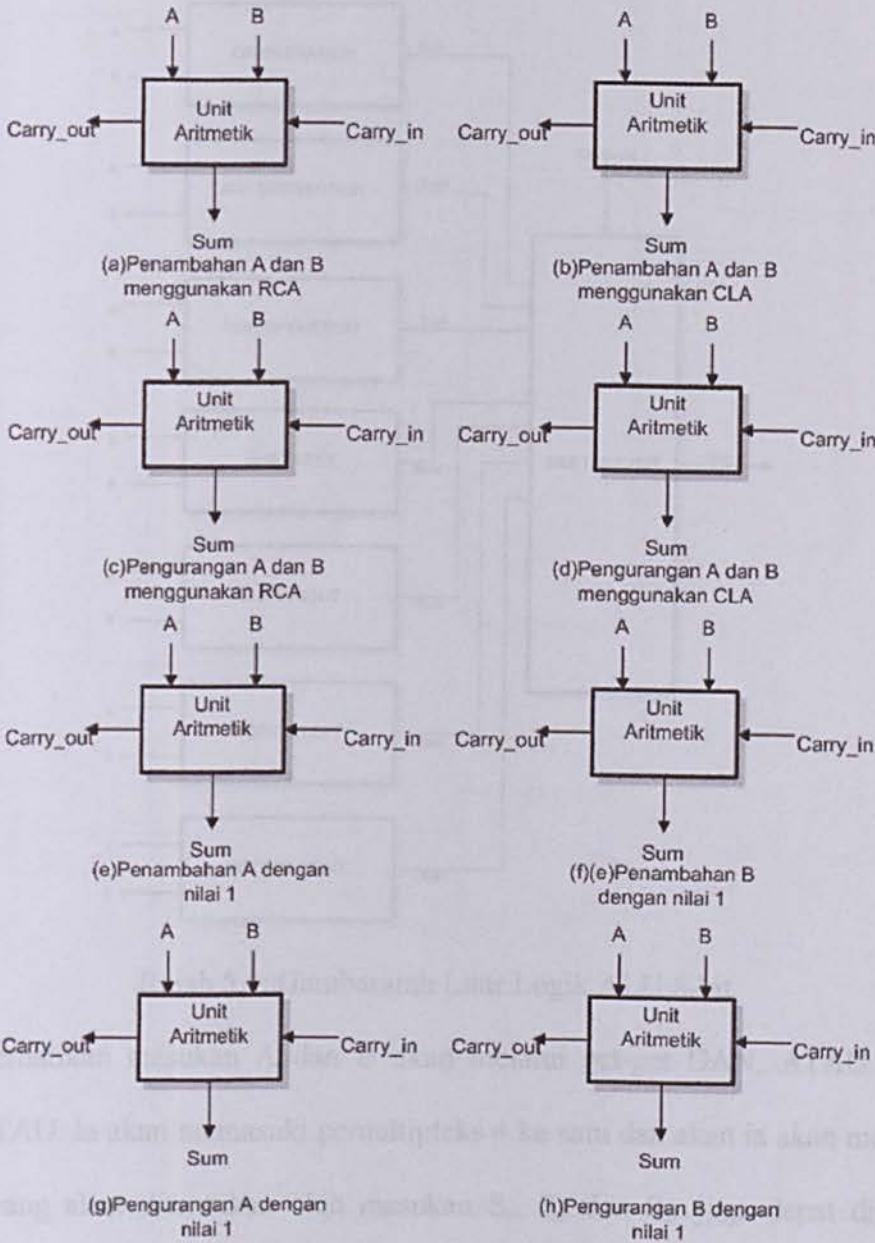 A B
Unit
Aritmetik
Carry_out Carry_in
Sum
(a)Penambahan A dan B
menggunakan RCA
A B
Unit
Aritmetik
Carry_out Carry_in
Sum
(b)Penambahan A dan B
menggunakan CLA
A B
Unit
Aritmetik
Carry_out Carry_in
Sum
(c)Pengurangan A dan B
menggunakan RCA
A B
Unit
Aritmetik
Carry_out Carry_in
Sum
(d)Pengurangan A dan B
menggunakan CLA
A B
Unit
Aritmetik
Carry_out Carry_in
Sum
(e)Penambahan A dengan
nilai 1
A B
Unit
Aritmetik
Carry_out Carry_in
Sum
(f)(e)Penambahan B
dengan nilai 1
A B
Unit
Aritmetik
Carry_out Carry_in
Sum
(g)Pengurangan A dengan
nilai 1
A B
Unit
Aritmetik
Carry_out Carry_in
Sum
(h)Pengurangan B dengan
nilai 1